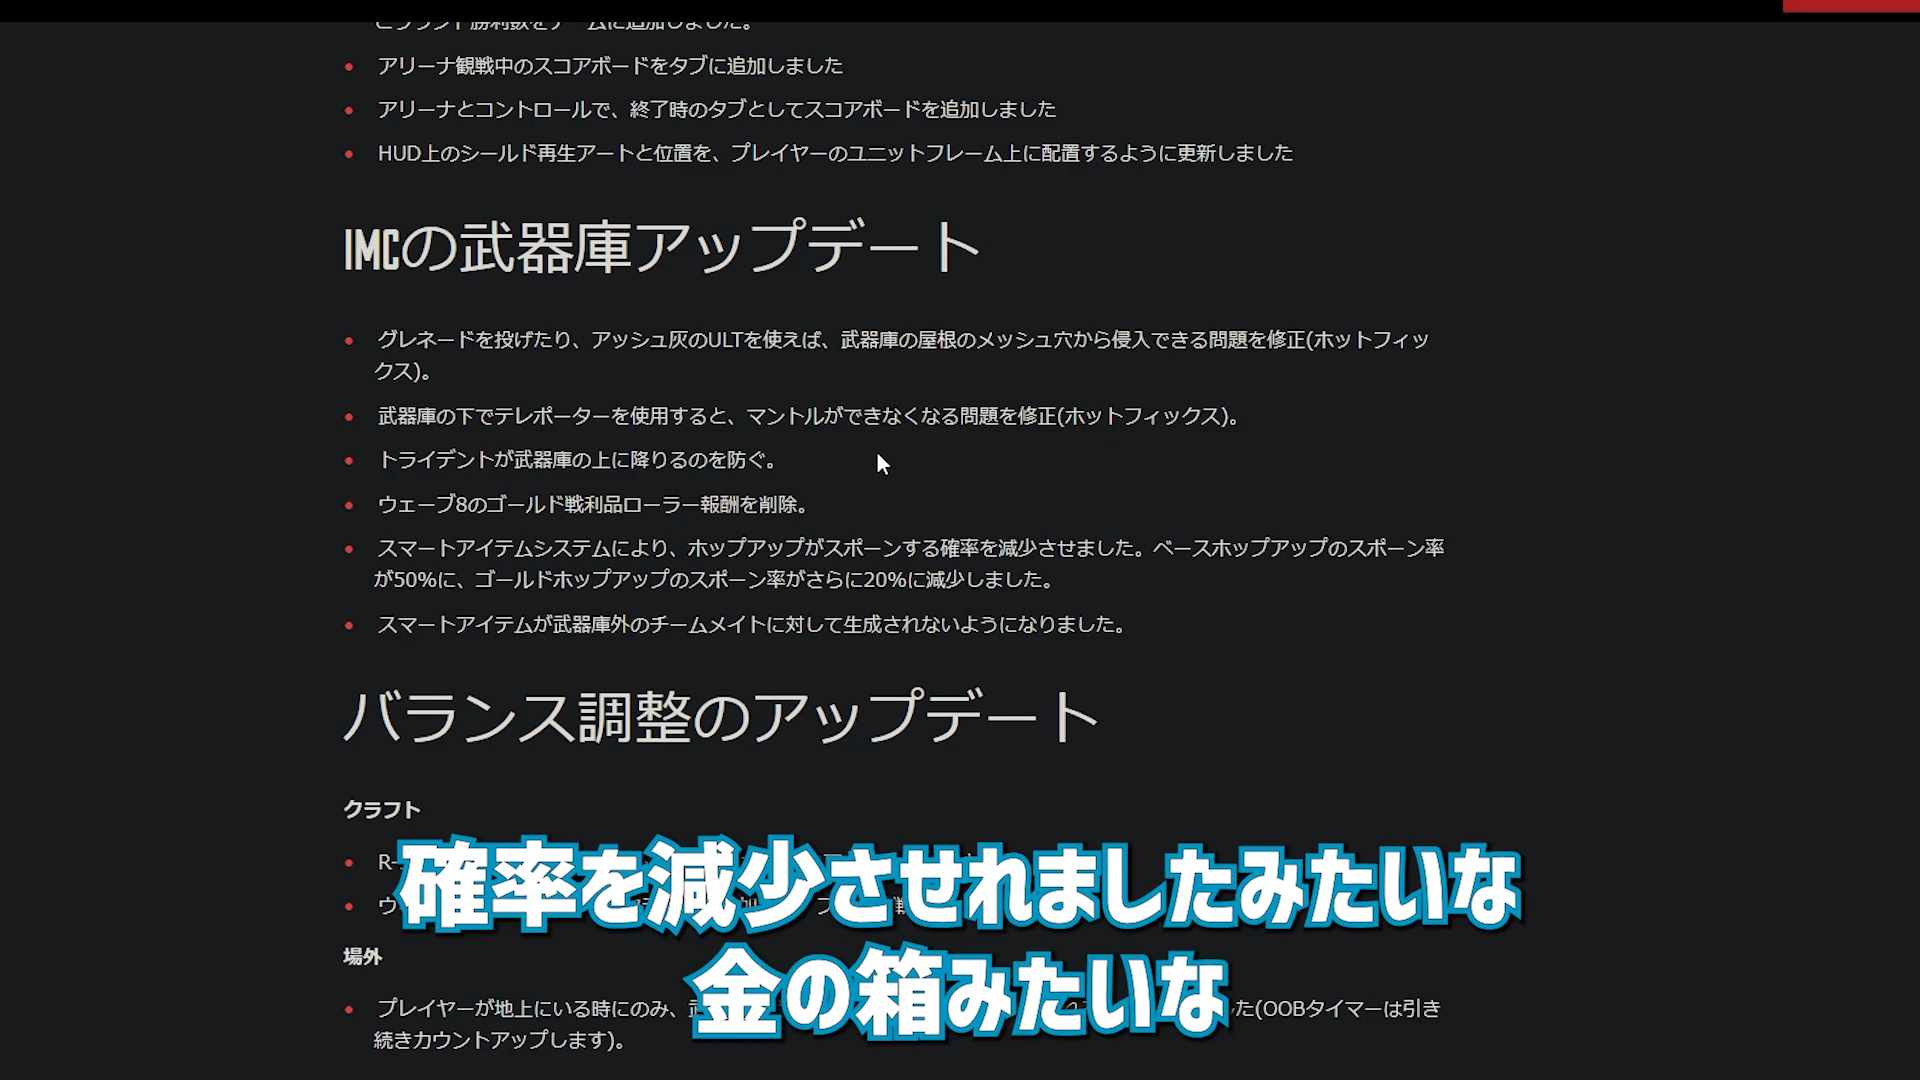 アリーナ観戦中のスコアボードをタブに追加しました
アリーナとコントロールで、終了時のタブとしてスコアボードを追加しました
HUD上のシールド再生アートと位置を、プレイヤーのユニットフレーム上に配置するように更新しました
IMCの武器庫アップデート
グレネードを投げたり、アッシュ灰のULTを使えば、武器庫の屋根のメッシュ穴から侵入できる問題を修正(ホットフィッ
クス)。
武器庫の下でテレポーターを使用すると、マントルができなくなる問題を修正(ホットフィックス)。
トライデントが武器庫の上に降りるのを防ぐ。
ウェーブ8のゴールド戦利品ローラー報酬を削除。
スマートアイテムシステムにより、ホップアップがスポーンする確率を減少させました。ベースホップアップのスポーン率
が50%に、ゴールドホップアップのスポーン率がさらに20%に減少しました。
スマートアイテムが武器庫外のチームメイトに対して生成されないようになりました。
バランス調整のアップデート
クラフト
確率を減少させれましたみたいな
場外
金の箱みたいな
プレイヤーが地上にいる時にのみ、
た(OOBタイマーは引き
続きカウントアップします)。